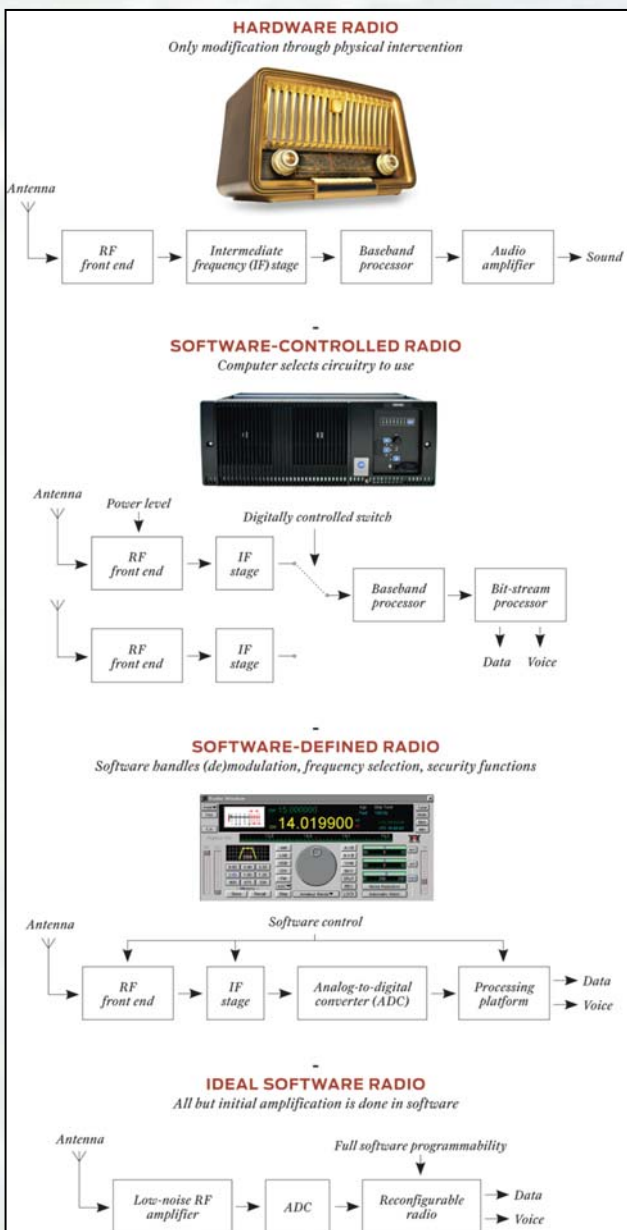 HARDWARE RADIO
Only modification through physical intervention
Antenna
RF
front end
Intermediate
frequency (IF) stage
Baseband
processor
Audio
amplifier
Sound
-
SOFTWARE-CONTROLLED RADIO
Computer selects circuitry to use
Antenna
Power level
Digitally controlled switch
RF
front end
IF
stage
Baseband
processor
Bit-stream
processor
RF
front end
IF
stage
Data
Voice
-
SOFTWARE-DEFINED RADIO
Software handles (de)modulation, frequency selection, security functions
14.019900
Software control
Antenna
RF
front end
IF
stage
Analog-to-digital
converter (ADC)
Processing
platform
Data
Voice
-
IDEAL SOFTWARE RADIO
All but initial amplification is done in software
Antenna
Full software programmability
Low-noise RF
amplifier
ADC
Reconfigurable
radio
Data
Voice